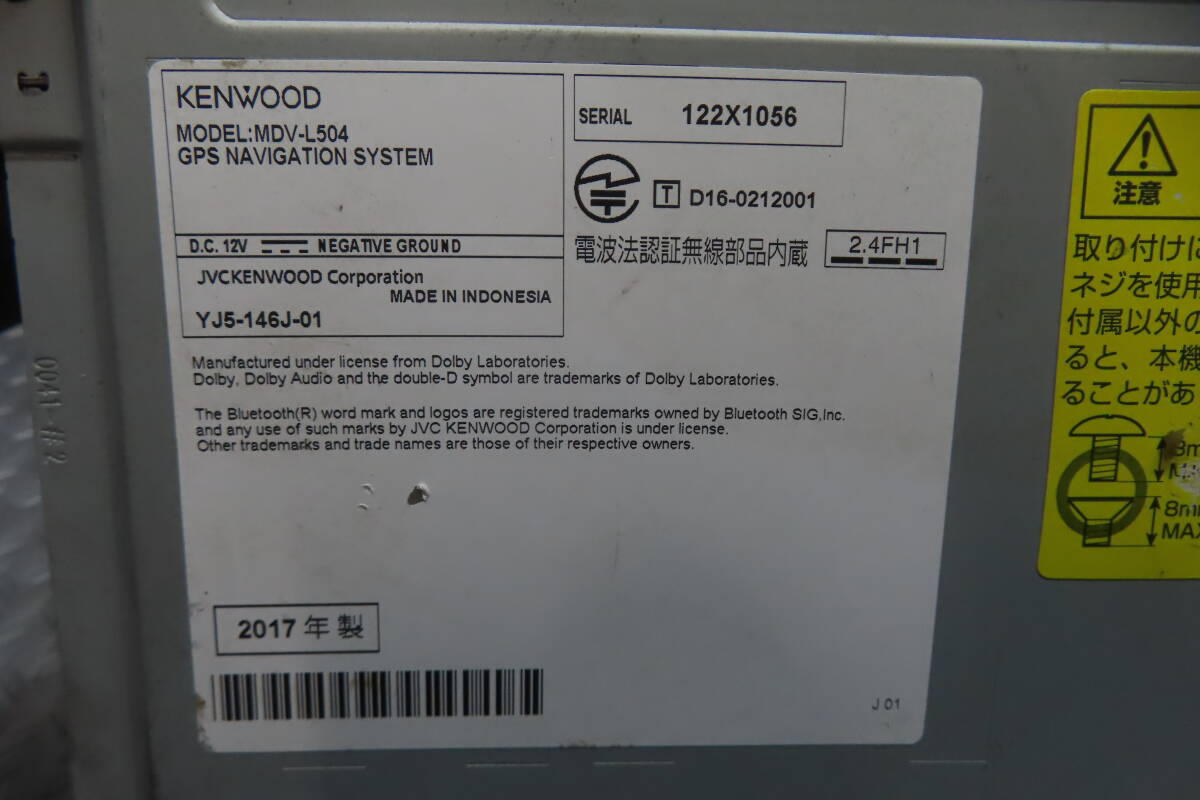 KENWOOD
MODEL:MDV-L504
GPS NAVIGATION SYSTEM
D.C. 12V NEGATIVE GROUND
JVCKENWOOD Corporation
MADE IN INDONESIA
YJ5-146J-01
SERIAL 122X1056
T D16-0212001
電波法認証無線部品内蔵 2.4FH1
Manufactured under license from Dolby Laboratories.
Dolby, Dolby Audio and the double-D symbol are trademarks of Dolby Laboratories.
The Bluetooth(R) word mark and logos are registered trademarks owned by Bluetooth SIG,Inc.
and any use of such marks by JVC KENWOOD Corporation is under license.
Other trademarks and trade names are those of their respective owners.
2017 年 製
J 01
注意
取り付けに
ネジを使用
付属以外の
ると、本機
ることがあ
8mm
MAX
0041-#2